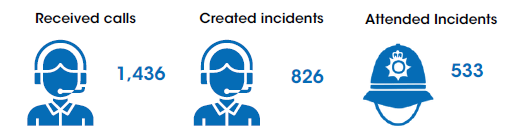 Received calls
Created incidents
Attended Incidents
1,436
826
533